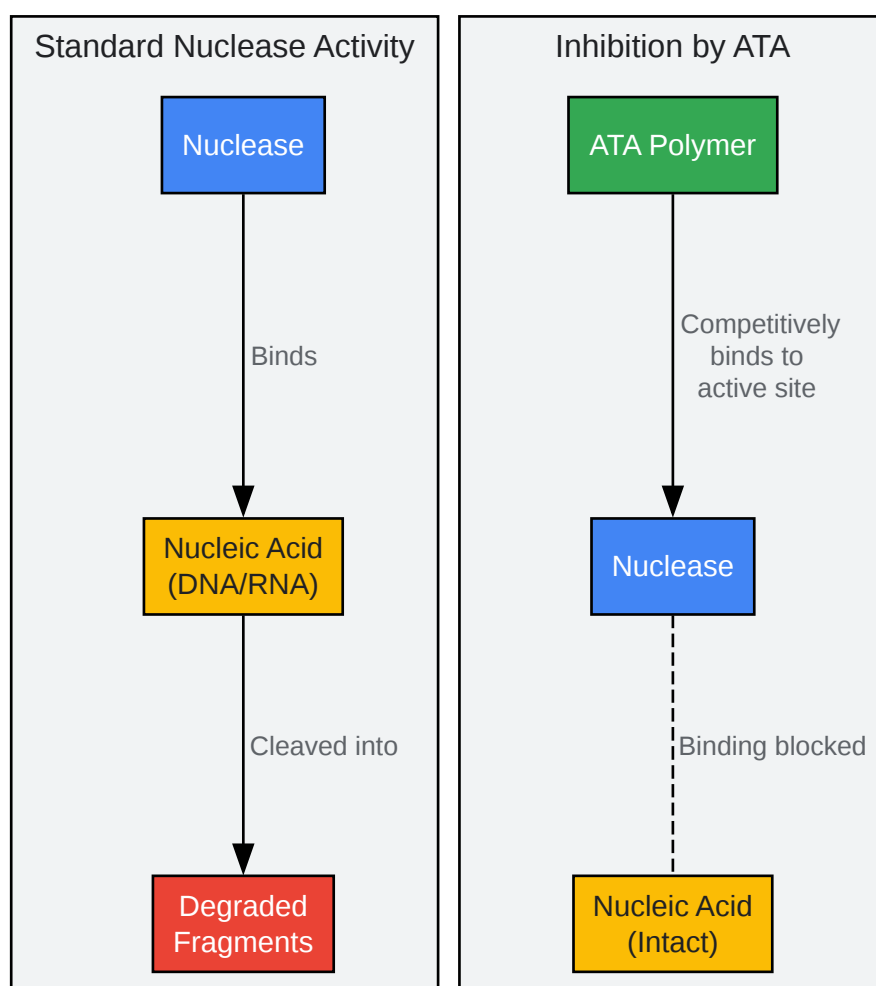 Standard Nuclease Activity
Nuclease
Binds
Nucleic Acid
(DNA/RNA)
Cleaved into
Degraded
Fragments
Inhibition by ATA
ATA Polymer
Competitively
binds to
active site
Nuclease
Binding blocked
Nucleic Acid
(Intact)